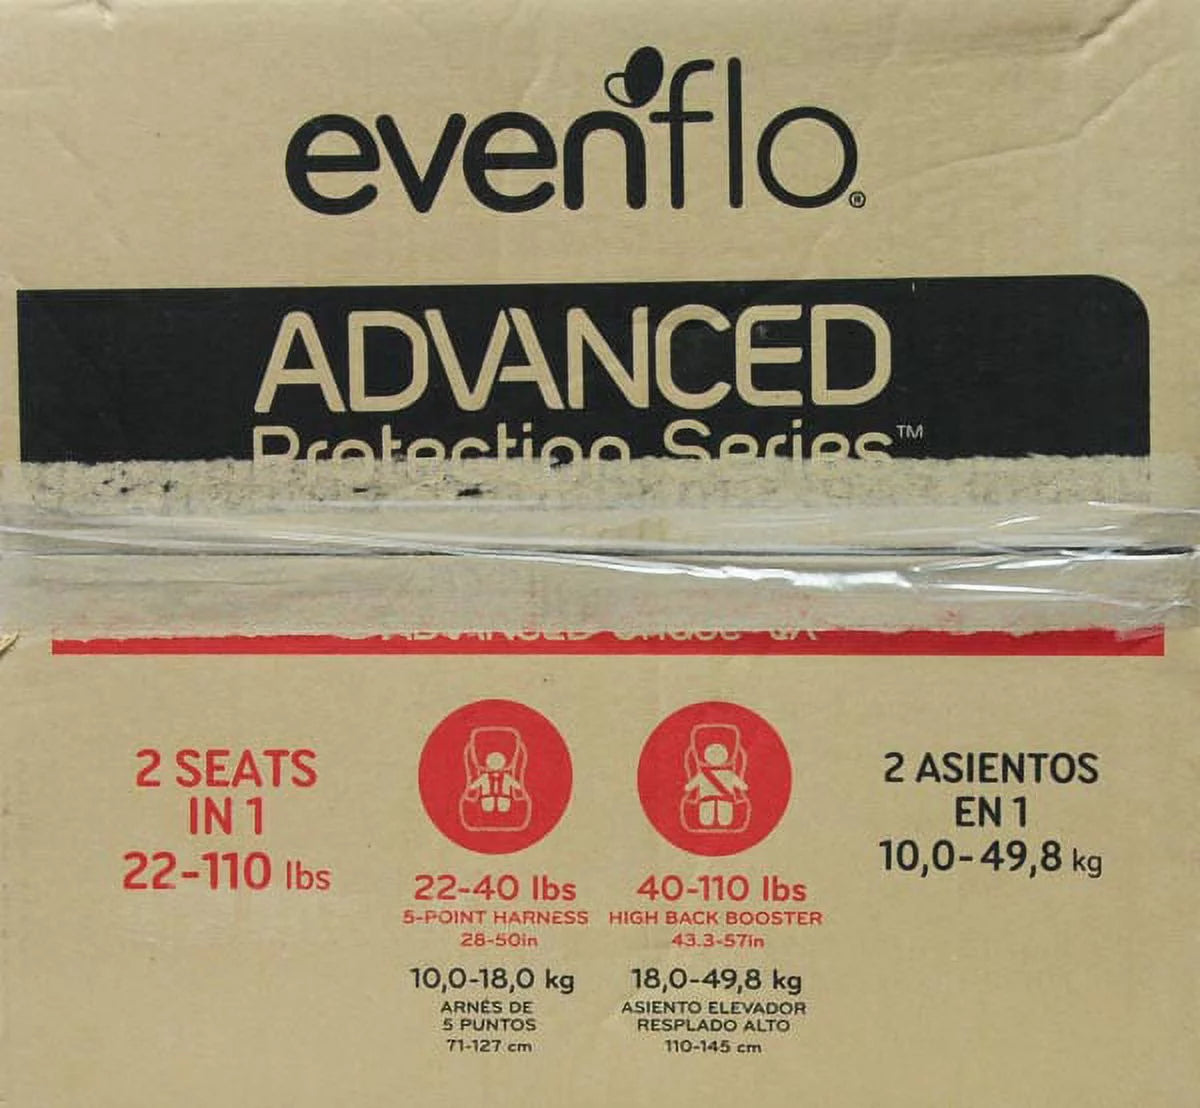 evenflo®
ADVANCED
Protection Series™
ADVANCED
2 SEATS
IN 1
22-110 lbs
22-40 lbs
5-POINT HARNESS
28-50in
10,0-18,0 kg
ARNÉS DE
5 PUNTOS
71-127 cm
40-110 lbs
HIGH BACK BOOSTER
43.3-57in
18,0-49,8 kg
ASIENTO ELEVADOR
RESPLADO ALTO
110-145 cm
2 ASIENTOS
EN 1
10,0-49,8 kg